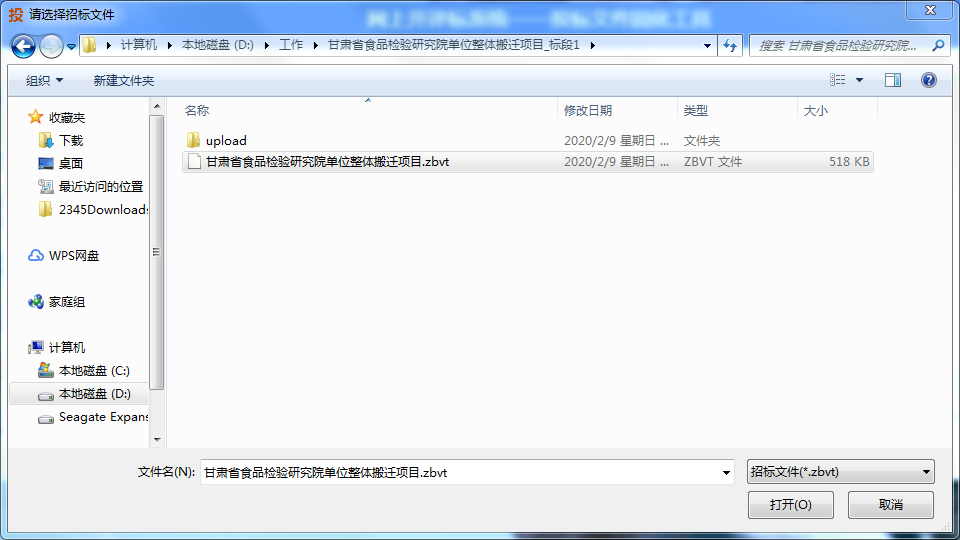 投 请选择招标文件
网上开评标系统——投标文件固化工具
计算机 本地磁盘 (D:) 工作 甘肃省食品检验研究院单位整体搬迁项目_标段1
搜索 甘肃省食品检验研究院...
组织 新建文件夹
名称 修改日期 类型 大小
收藏夹
下载
桌面
最近访问的位置
2345Downloads
WPS网盘
家庭组
计算机
本地磁盘 (C:)
本地磁盘 (D:)
Seagate Expans
upload 2020/2/9 星期日 ... 文件夹
甘肃省食品检验研究院单位整体搬迁项目.zbvt 2020/2/9 星期日 ... ZBVT 文件 518 KB
文件名(N): 甘肃省食品检验研究院单位整体搬迁项目.zbvt
招标文件(*.zbvt)
打开(O) 取消